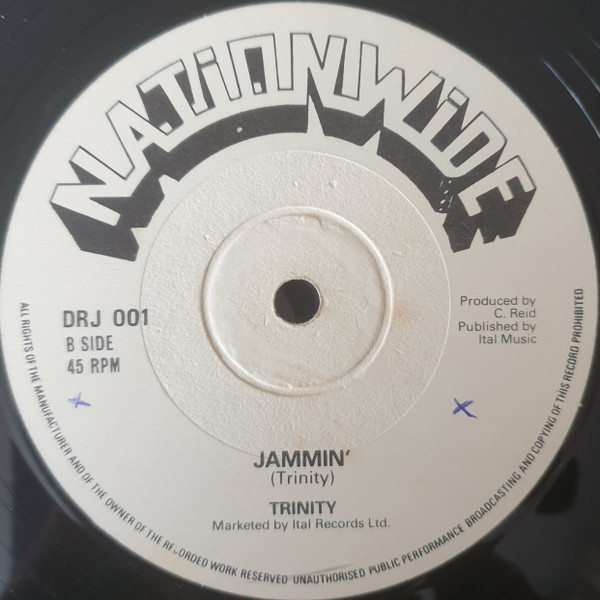 NATIONWIDE
DRJ 001
B SIDE
45 RPM
Produced by
C. Reid
Published by
Ital Music
JAMMIN'
(Trinity)
TRINITY
Marketed by Ital Records Ltd.
ALL RIGHTS OF THE MANUFACTURER AND OF THE OWNER OF THE RECORDED WORK RESERVED UNAUTHORISED PUBLIC PERFORMANCE BROADCASTING AND COPYING OF THIS RECORD PROHIBITED